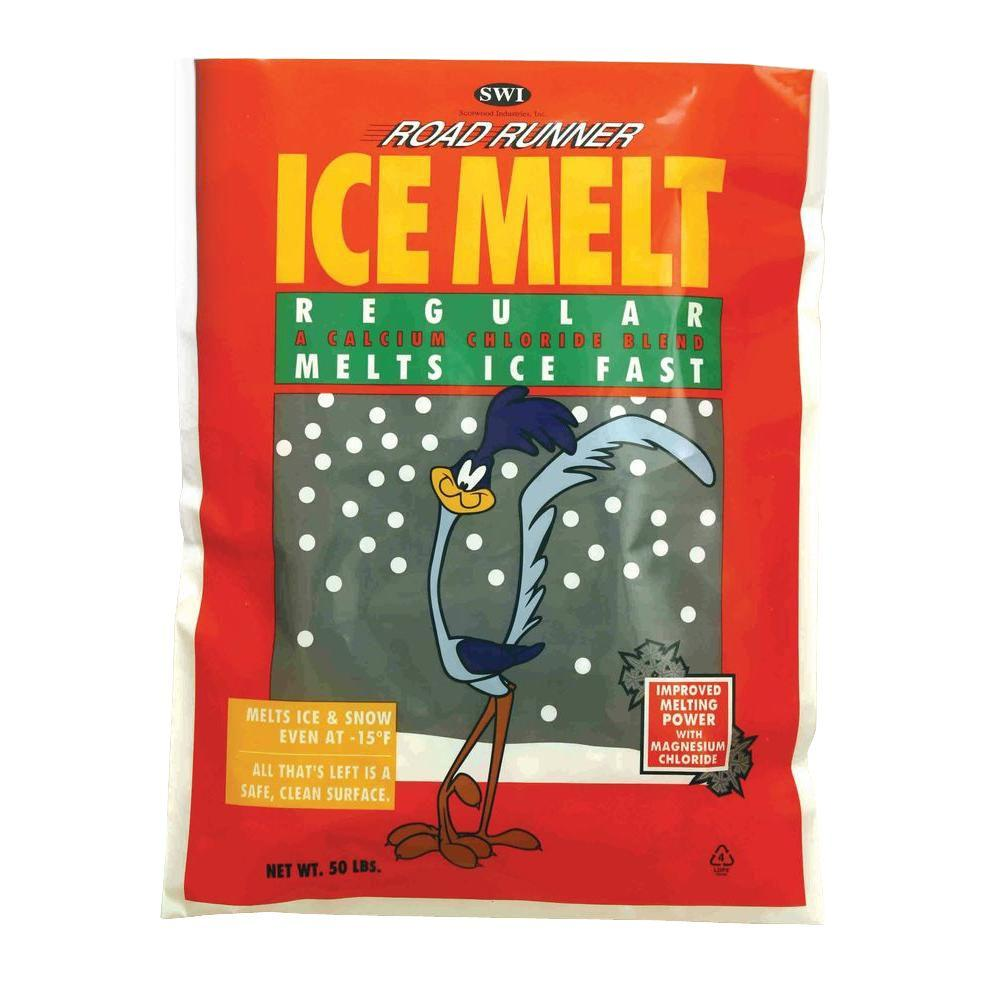 SWI
Scotwood Industries, Inc.
ROAD RUNNER
ICE MELT
REGULAR
A CALCIUM CHLORIDE BLEND
MELTS ICE FAST
MELTS ICE & SNOW
EVEN AT -15°F
ALL THAT'S LEFT IS A
SAFE, CLEAN SURFACE.
IMPROVED
MELTING
POWER
WITH
MAGNESIUM
CHLORIDE
NET WT. 50 LBS.
4
LDPE